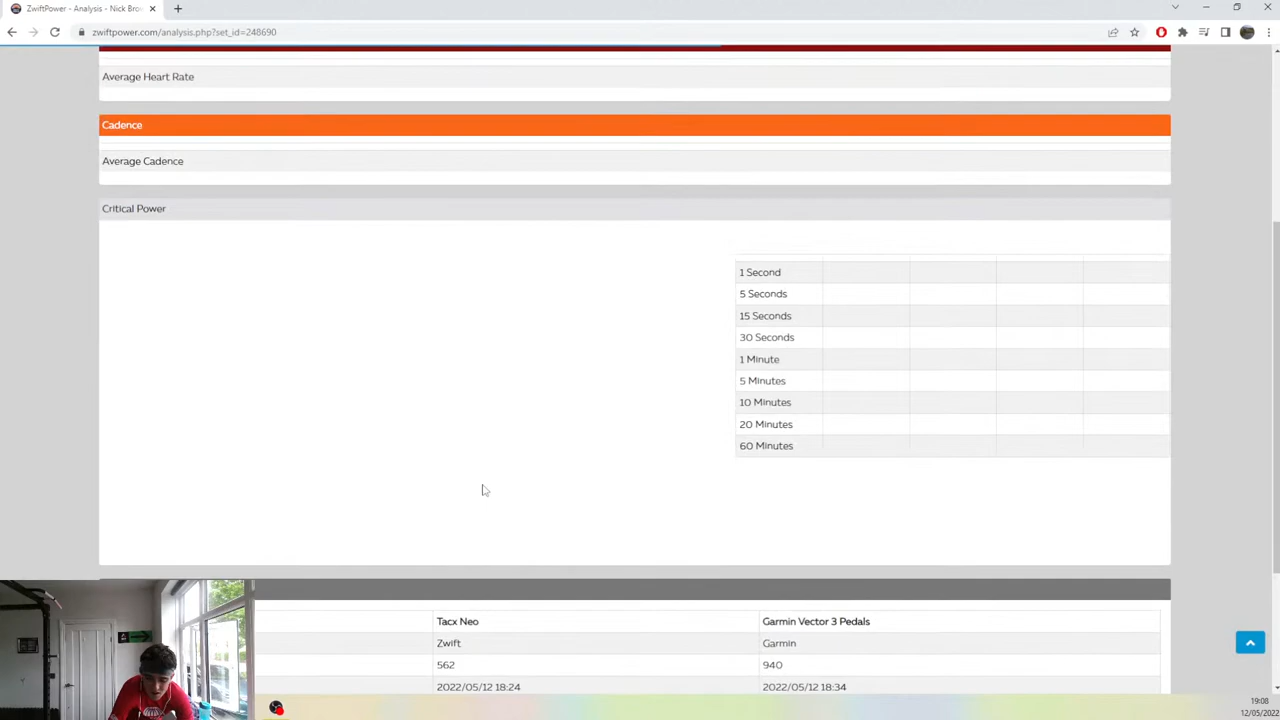 ZwiftPower - Analysis - Nick Bro
zwiftpower.com/analysis.php?set_id=248690
Average Heart Rate
Cadence
Average Cadence
Critical Power
1 Second
5 Seconds
15 Seconds
30 Seconds
1 Minute
5 Minutes
10 Minutes
20 Minutes
60 Minutes
Tacx Neo Garmin Vector 3 Pedals
Zwift Garmin
562 940
2022/05/12 18:24 2022/05/12 18:34
19:08
12/05/2022